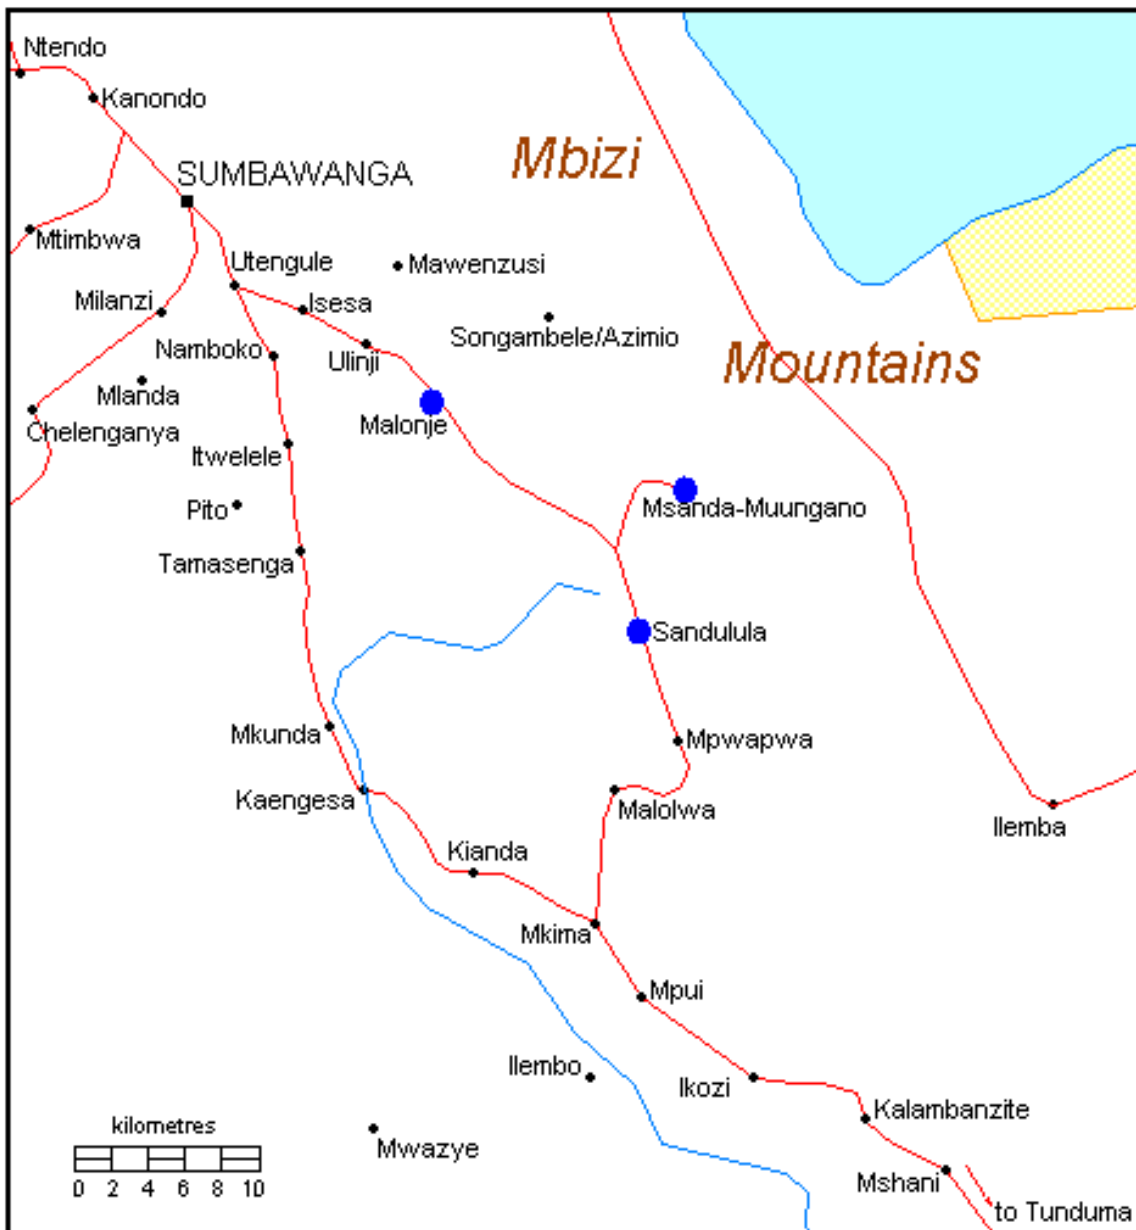 Ntendo
Kanondo
Mbizi
SUMBAWANGA
Mtimbwa
Utengule
Mawenzusi
Milanzi
Isesa
Songambele/Azimio
Namboko
Ulinji
Mountains
Mlanda
Chelenganya
Malonje
Itwelele
Pito
Msanda-Muungano
Tamasenga
Sandulula
Mkunda
Mpwapwa
Kaengesa
Malolwa
Ilemba
Kianda
Mkima
Mpui
Ilembo
Ikozi
Kalambanzite
kilometres
Mwazye
0 2 4 6 8 10
Mshani
to Tunduma